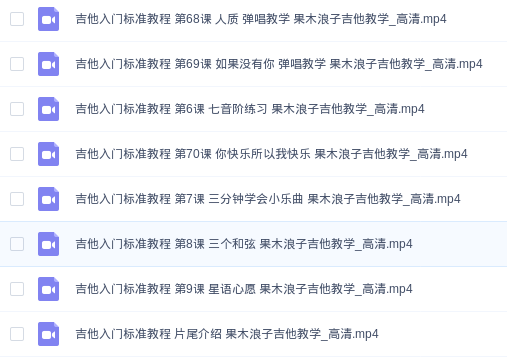 吉他入门标准教程 第68课 人质 弹唱教学 果木浪子吉他教学_高清.mp4
吉他入门标准教程 第69课 如果没有你 弹唱教学 果木浪子吉他教学_高清.mp4
吉他入门标准教程 第6课 七音阶练习 果木浪子吉他教学_高清.mp4
吉他入门标准教程 第70课 你快乐所以我快乐 果木浪子吉他教学_高清.mp4
吉他入门标准教程 第7课 三分钟学会小乐曲 果木浪子吉他教学_高清.mp4
吉他入门标准教程 第8课 三个和弦 果木浪子吉他教学_高清.mp4
吉他入门标准教程 第9课 星语心愿 果木浪子吉他教学_高清.mp4
吉他入门标准教程 片尾介绍 果木浪子吉他教学_高清.mp4